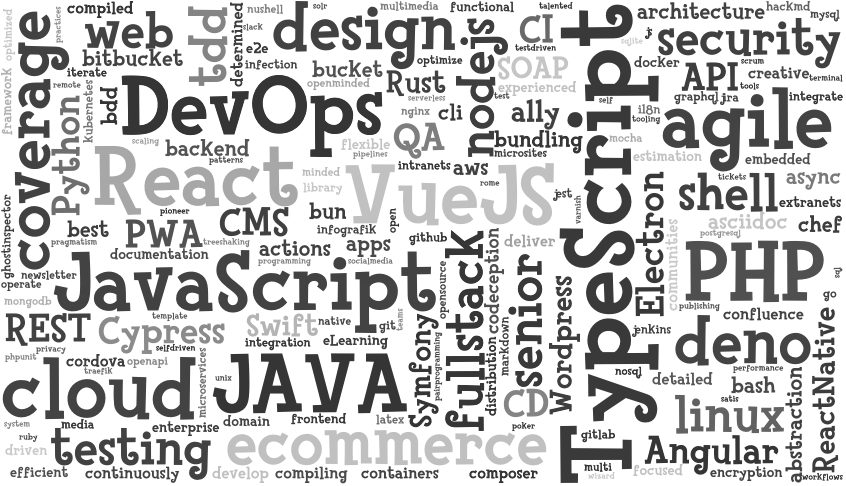 framework
optimized
practices
coverage
compiled
web
bitbucket
iterate
remote
Python
kubernetes
bdd
tdd
determined
nushell
slack
e2e
infection
solr
design
multimedia
functional
optimize
bucket
openminded
DevOps
Rust
serverless
nginx
cli
nodejs
CI
talented
testdriven
SOAP
experienced
test
ally
bundling
microsites
TypeScript
js
sqlite
architecture
hackmd
mysql
security
docker
API
scrum
creative
terminal
tools
graphql
jra
integrate
self
i18n
tooling
agile
mocha
estimation
embedded
scaling
backend
patterns
flexible
pipelines
QA
intranets
aws
rome
React
minded
library
VueJS
open
jest
varnish
tickets
shell
async
extranets
asciidoc
postgresql
chef
ghostinspector
best
pragmatism
pioneer
PWA
treeshaking
CMS
bun
infografik
documentation
actions
apps
socialmedia
programming
github
opensource
fullstack
codeception
deliver
Electron
communities
PHP
publishing
confluence
go
sql
newsletter
operate
mongodb
JavaScript
template
REST
privacy
phpunit
Cypress
selfdriven
Swift
native
git
teams
integration
eLearning
Symfony
pairprogramming
distribution
markdown
senior
Wordpress
jenkins
deno
nosql
performance
detailed
bash
satis
abstraction
ReactNative
cordova
traefik
openapi
microservices
cloud
unix
JAVA
domain
frontend
latex
CD
poker
linux
gitlab
Angular
system
media
ruby
driven
testing
enterprise
ecommerce
efficient
continuously
develop
compiling
containers
composer
multi
wizard
focused
encryption
workflows